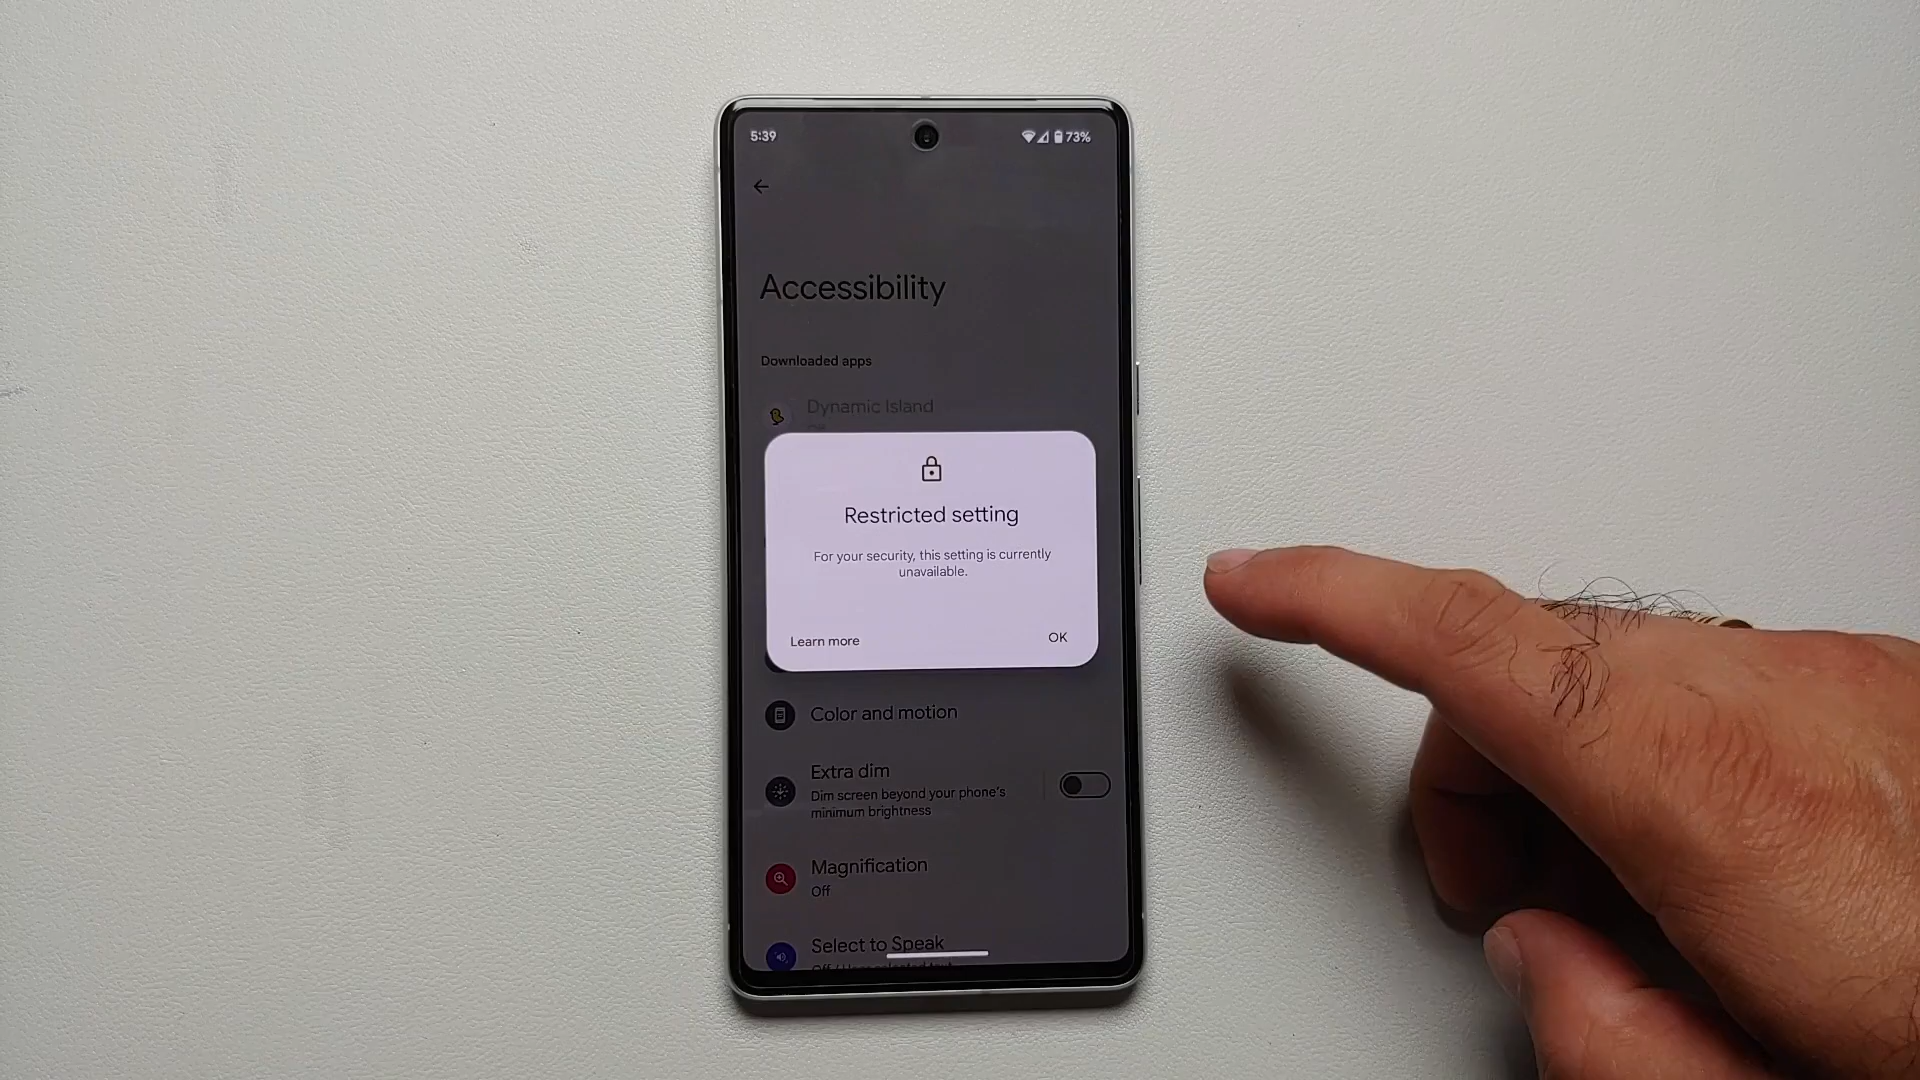 5:39
73%
Accessibility
Downloaded apps
Dynamic Island
Restricted setting
For your security, this setting is currently
unavailable.
Learn more
OK
Color and motion
Extra dim
Dim screen beyond your phone's
minimum brightness
Magnification
Off
Select to Speak